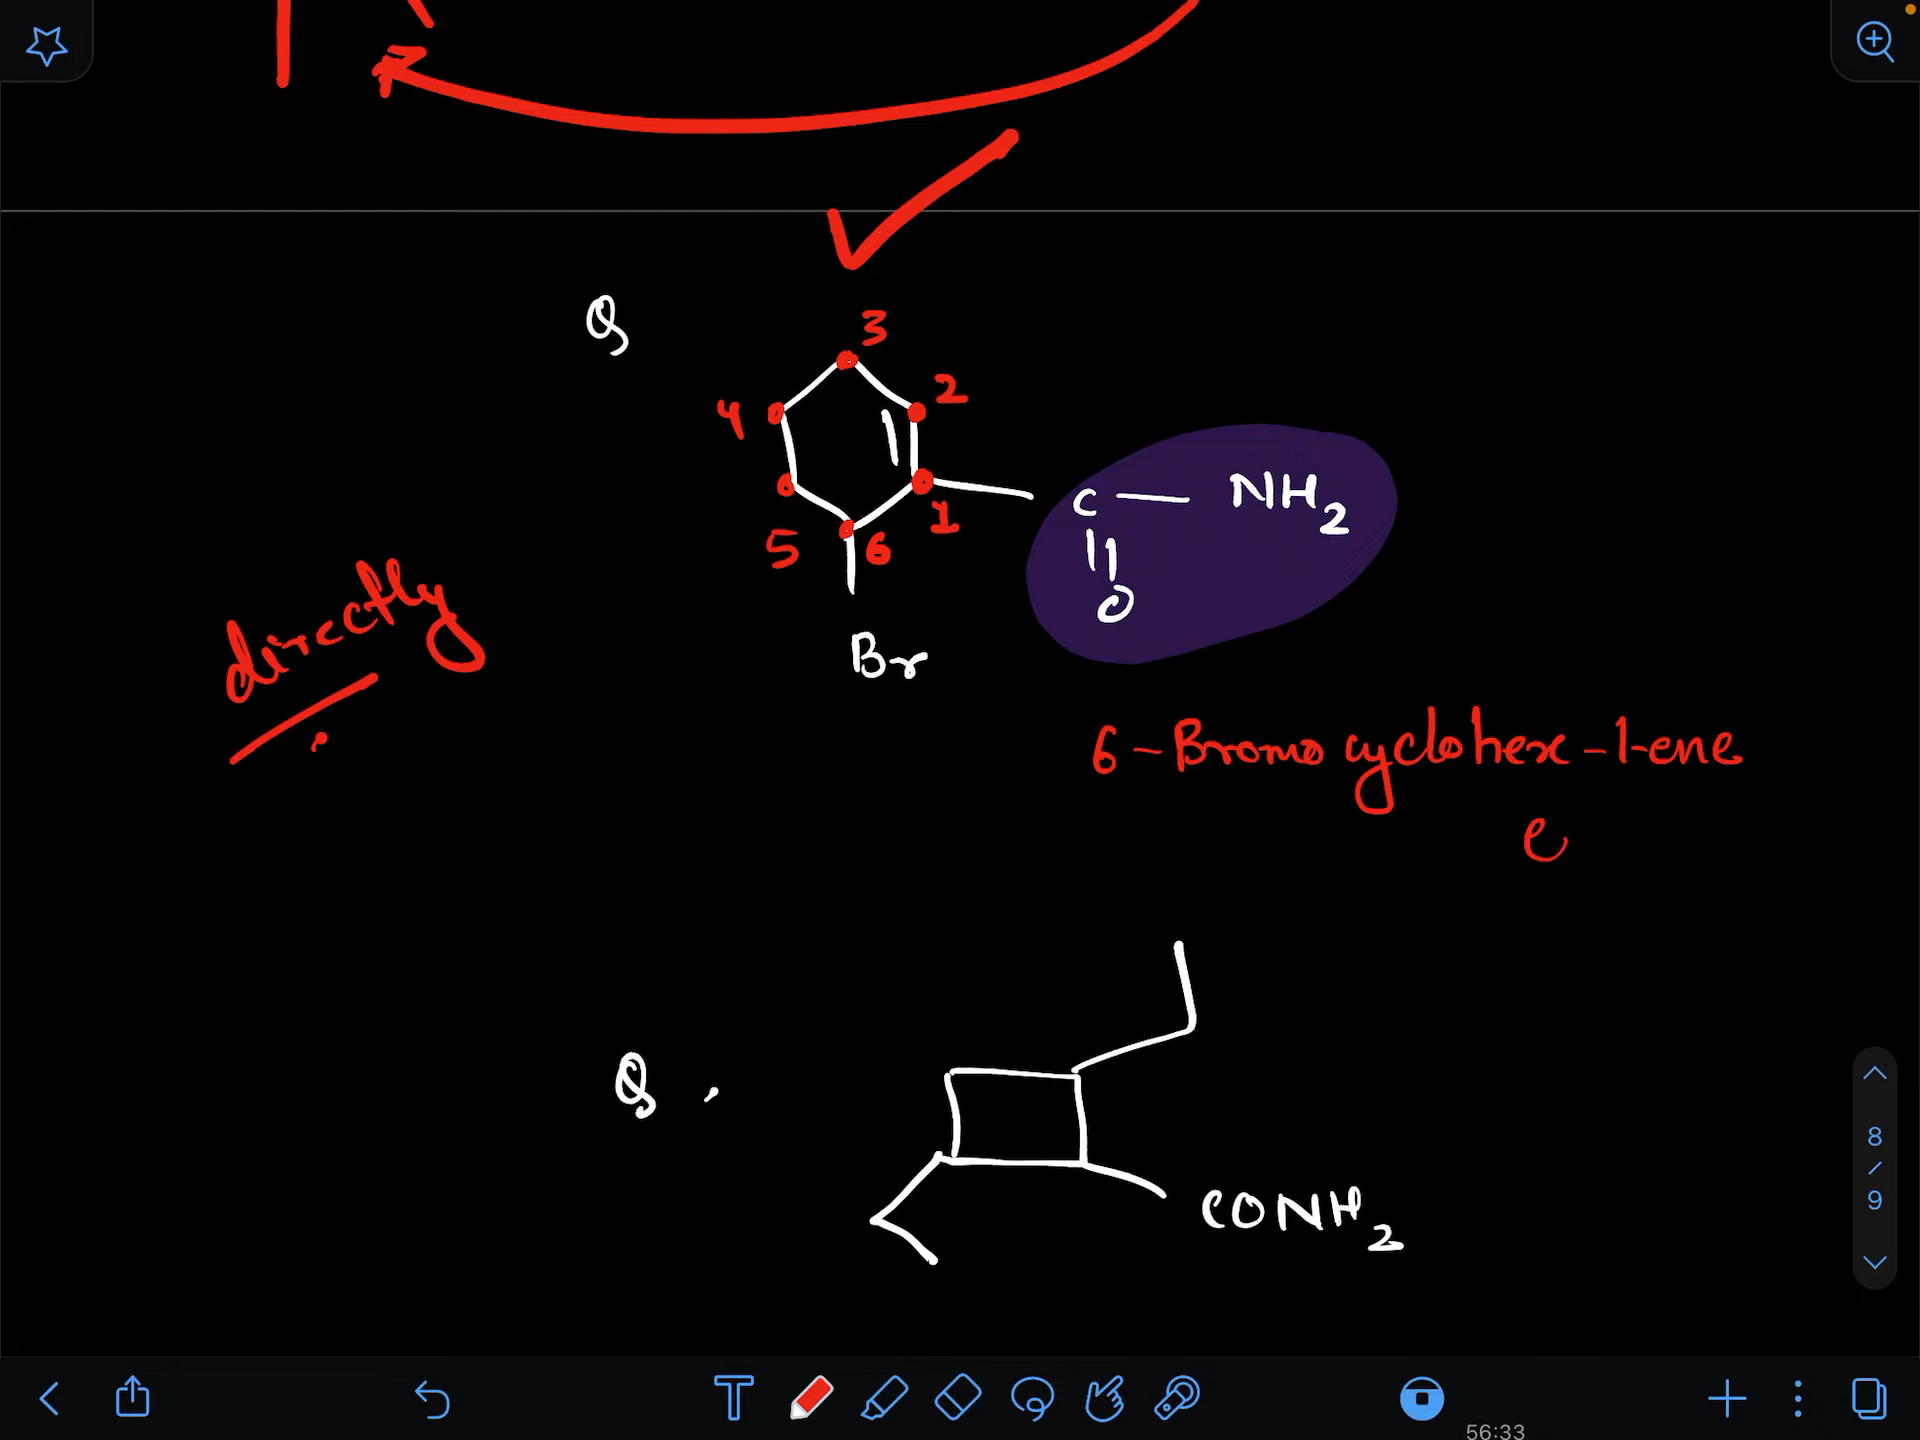 Q
3
4
2
C — NH2
1
5
6
O
directly
Br
6-Bromo cyclohex-1-ene
c
Q.
CONH2
8
/
9
T
56:33